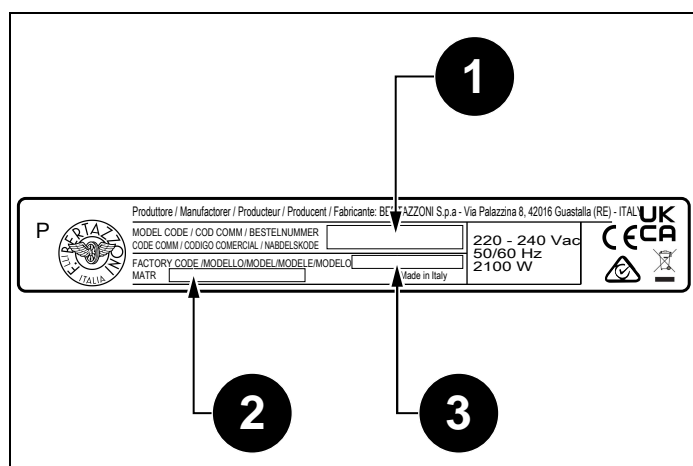 1
Produttore / Manufactorer / Producteur / Producent / Fabricante: BERTAZZONI S.p.a - Via Palazzina 8, 42016 Guastalla (RE) - ITALY
P
F.LLI BERTAZZONI
ITALIA
MODEL CODE / COD COMM / BESTELNUMMER
CODE COMM / CODIGO COMERCIAL / NABDELSKODE
FACTORY CODE /MODELLO/MODEL/MODELE/MODELO
MATR
Made in Italy
220 - 240 Vac
50/60 Hz
2100 W
CE
UK
CA
2
3